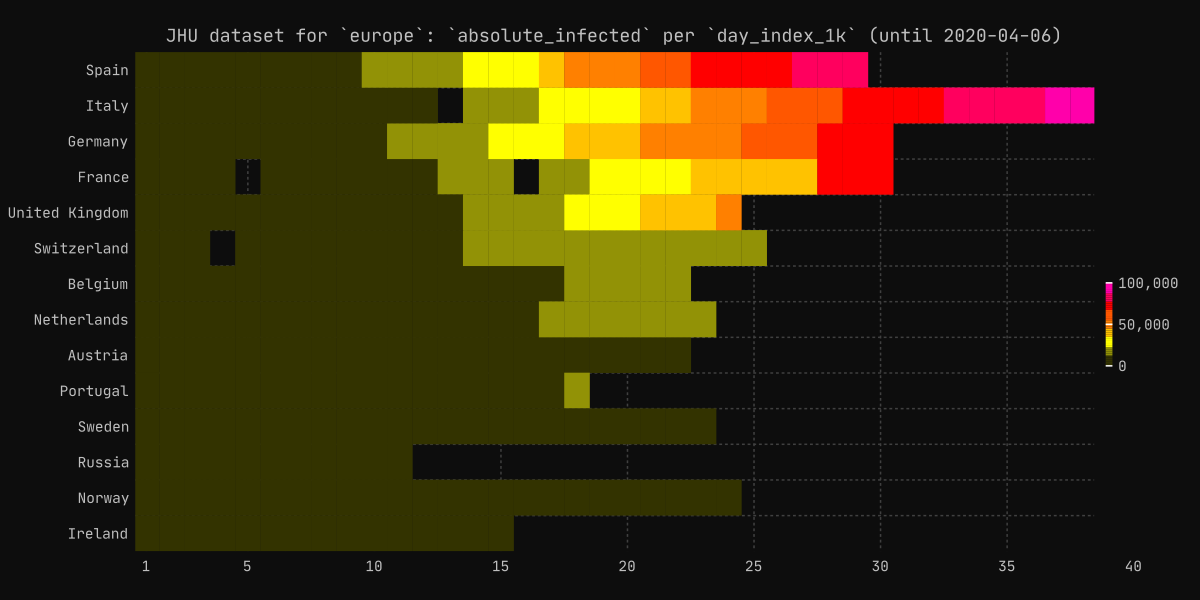 JHU dataset for `europe`: `absolute_infected` per `day_index_1k` (until 2020-04-06)
Spain
Italy
Germany
France
United Kingdom
Switzerland
Belgium
Netherlands
Austria
Portugal
Sweden
Russia
Norway
Ireland
1 5 10 15 20 25 30 35 40
100,000
50,000
0